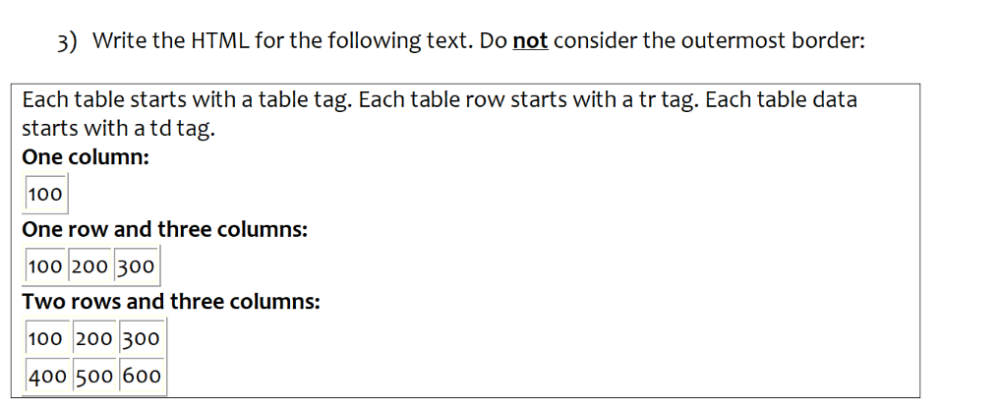 3) Write the HTML for the following text. Do not consider the outermost border:
Each table starts with a table tag. Each table row starts with a tr tag. Each table data
starts with a td tag.
One column:
100
One row and three columns:
100 200 300
Two rows and three columns:
100 200 300
400 500 600